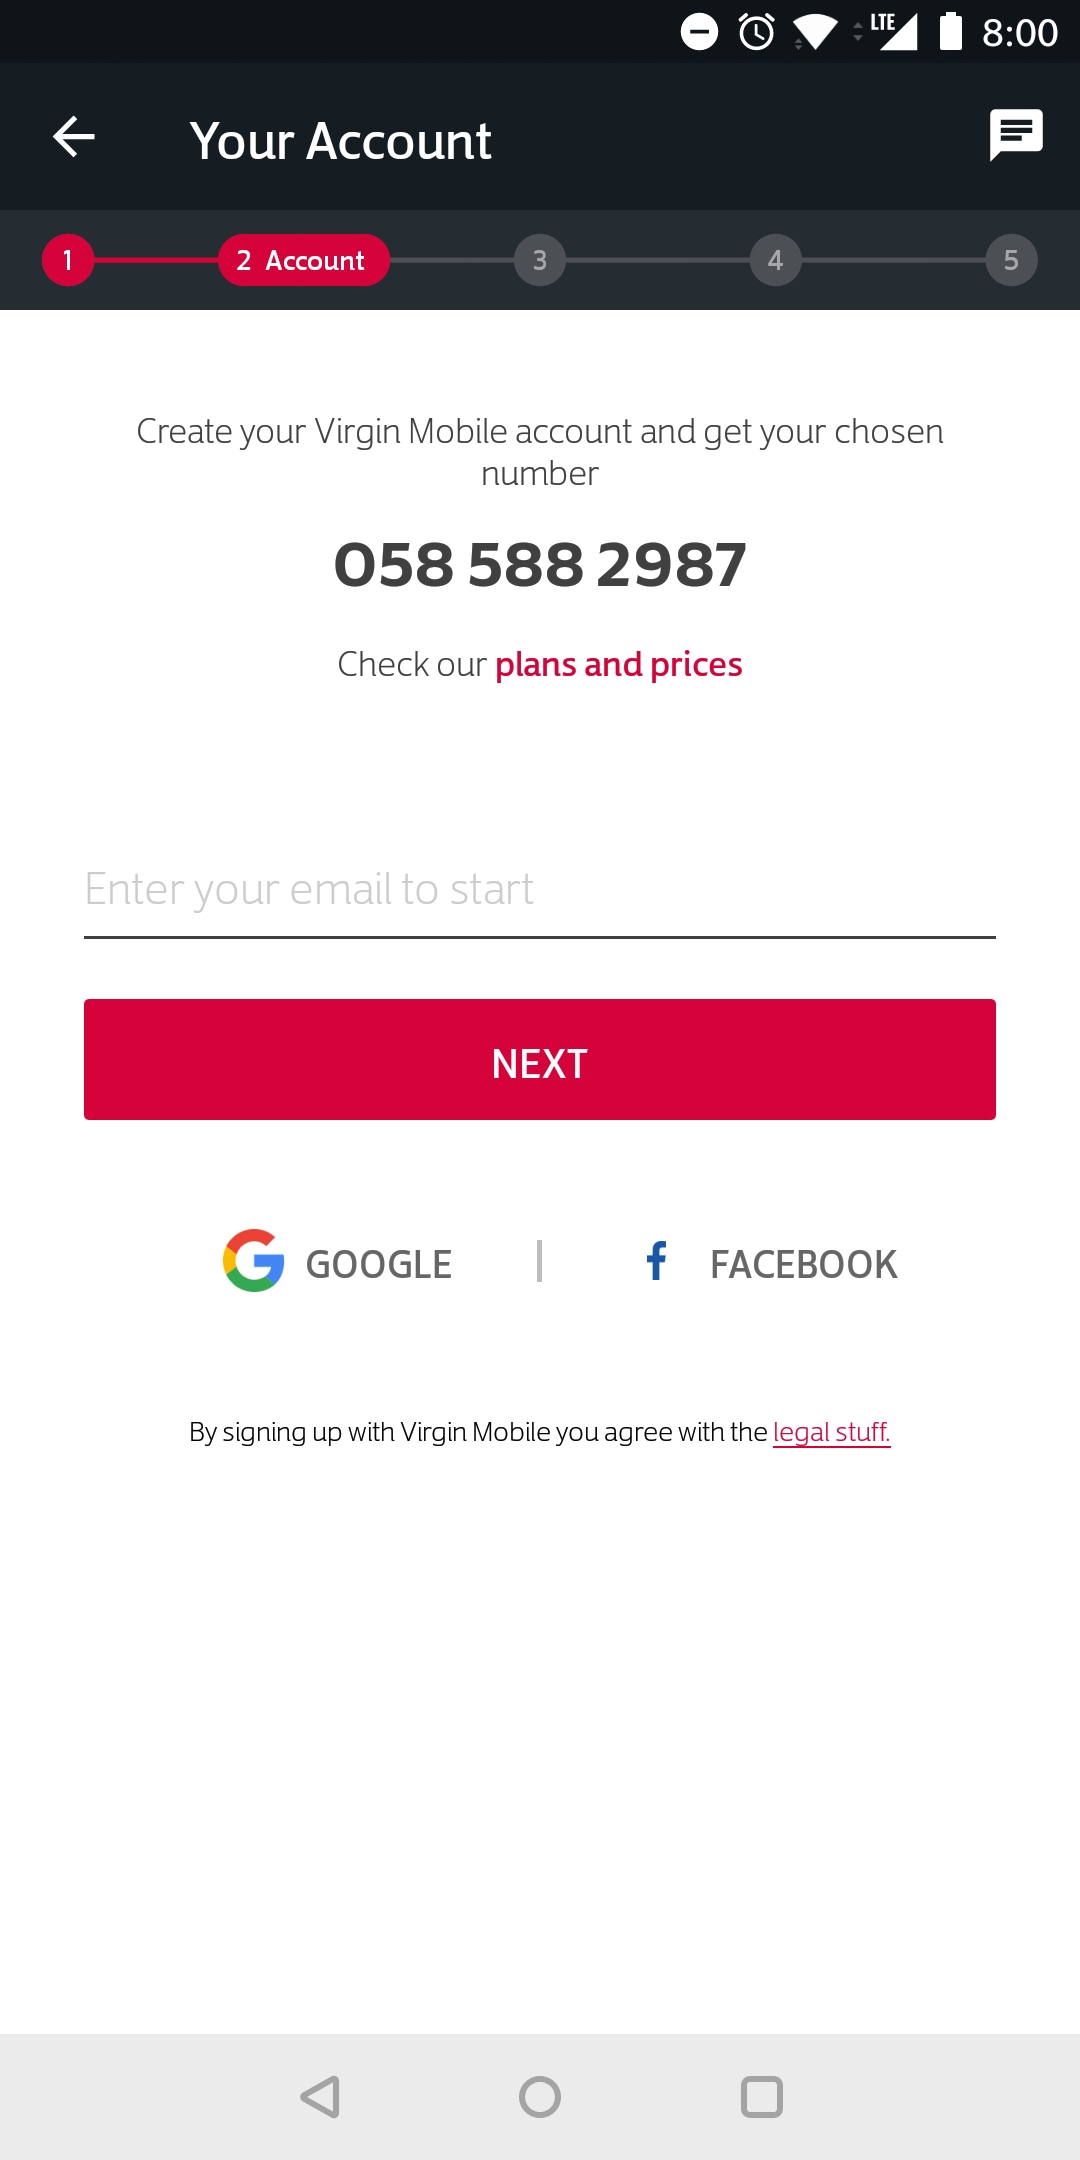 LTE 8:00
Your Account
1 2 Account 3 4 5
Create your Virgin Mobile account and get your chosen
number
058 588 2987
Check our plans and prices
Enter your email to start
NEXT
GOOGLE | FACEBOOK
By signing up with Virgin Mobile you agree with the legal stuff.